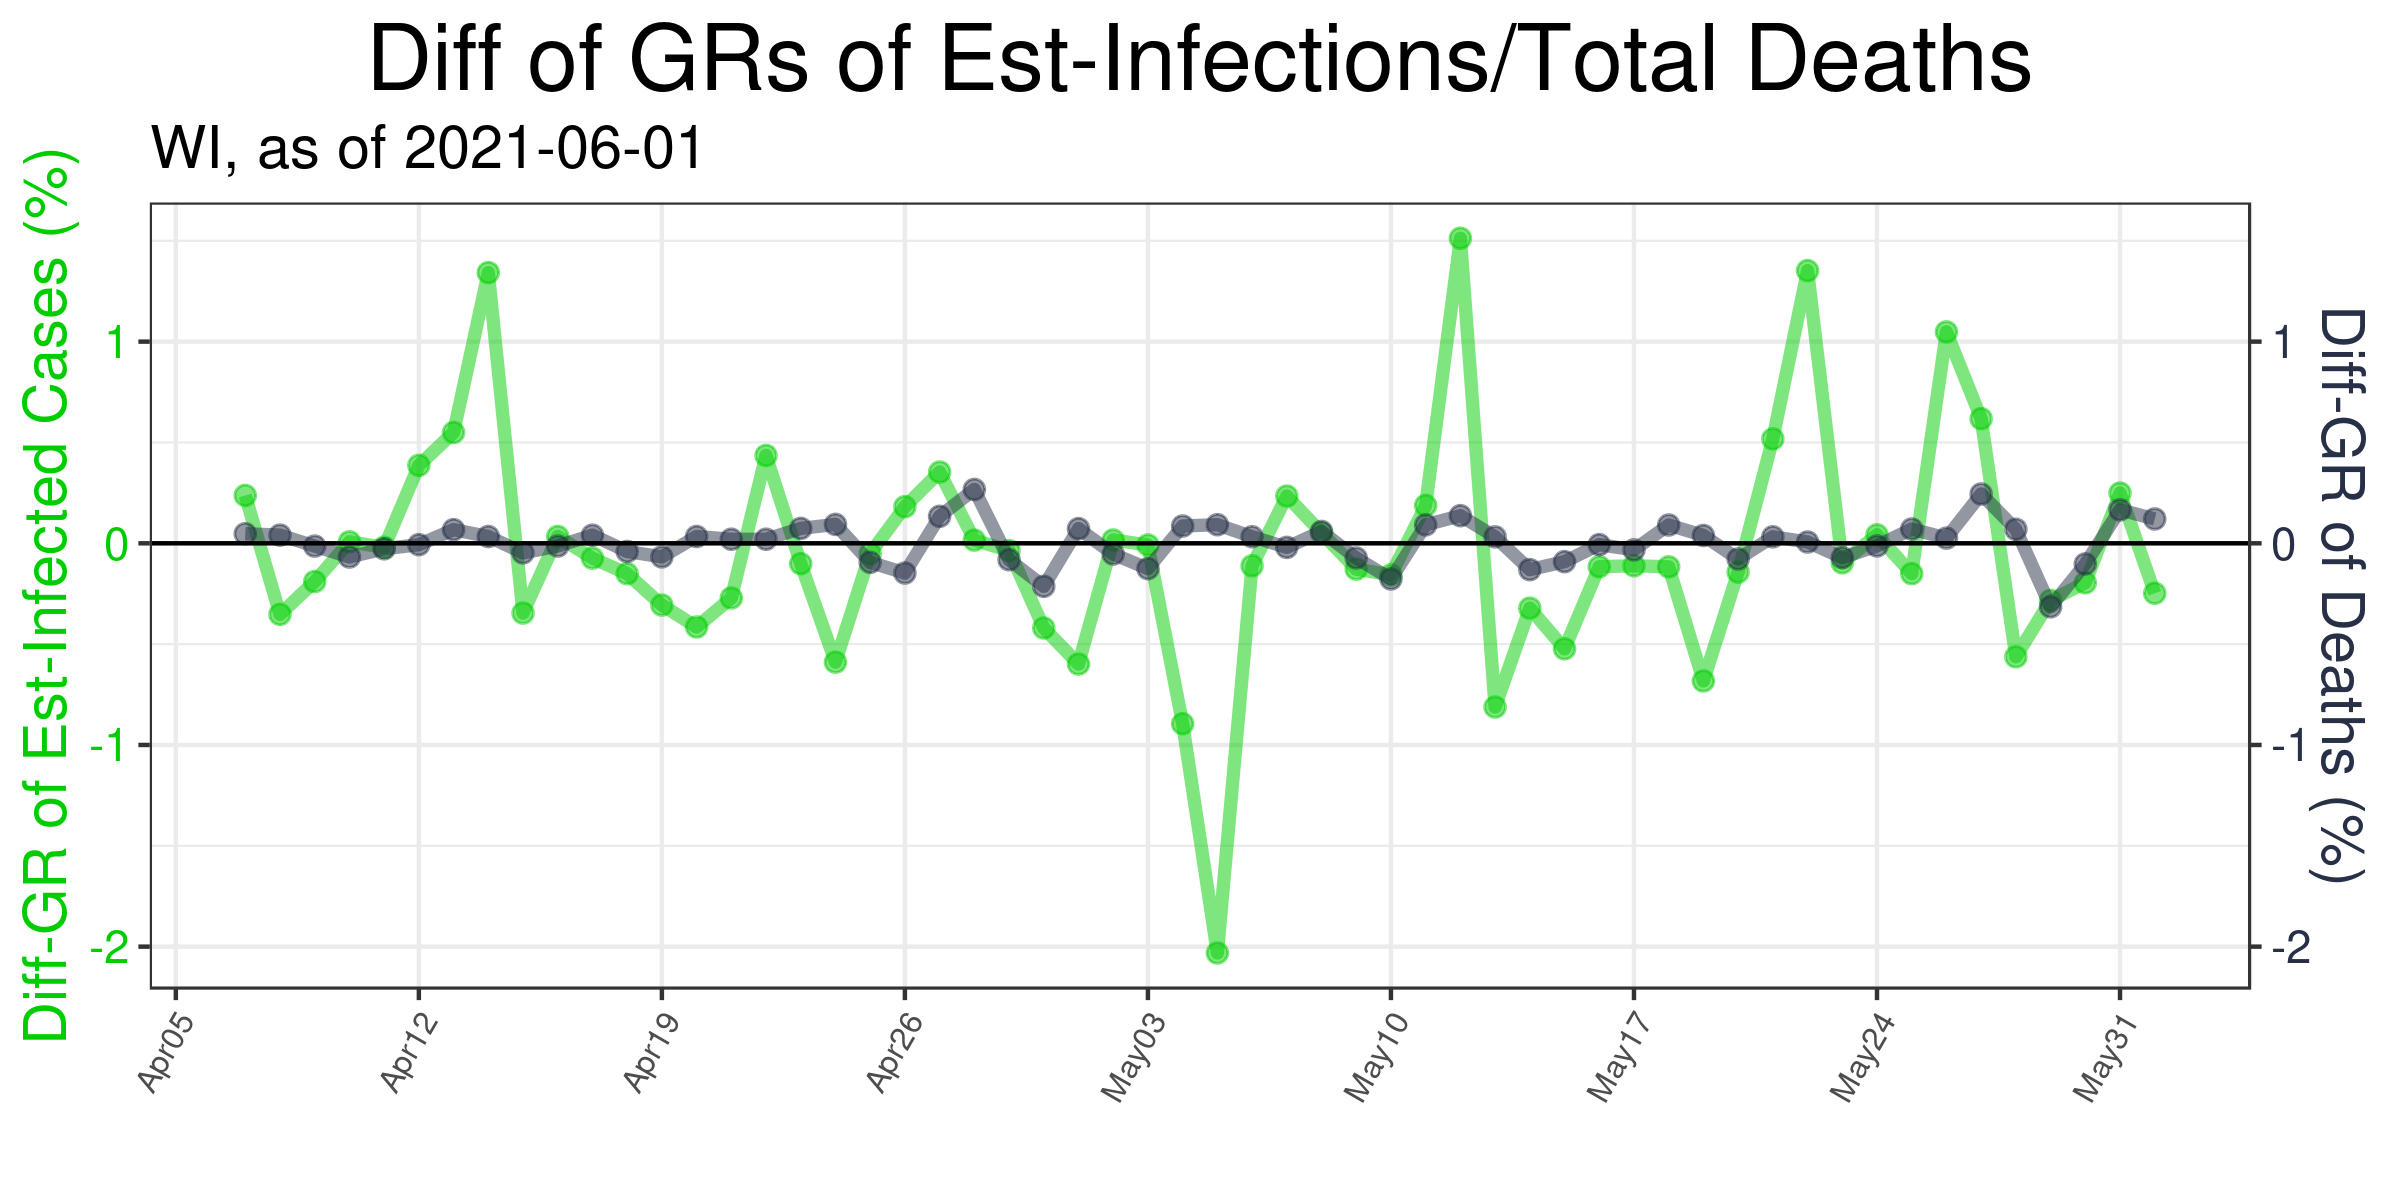 Diff of GRs of Est-Infections/Total Deaths
WI, as of 2021-06-01
Diff-GR of Est-Infected Cases (%)
1
0
-1
-2
1
0
-1
-2
Diff-GR of Deaths (%)
Apr05
Apr12
Apr19
Apr26
May03
May10
May17
May24
May31